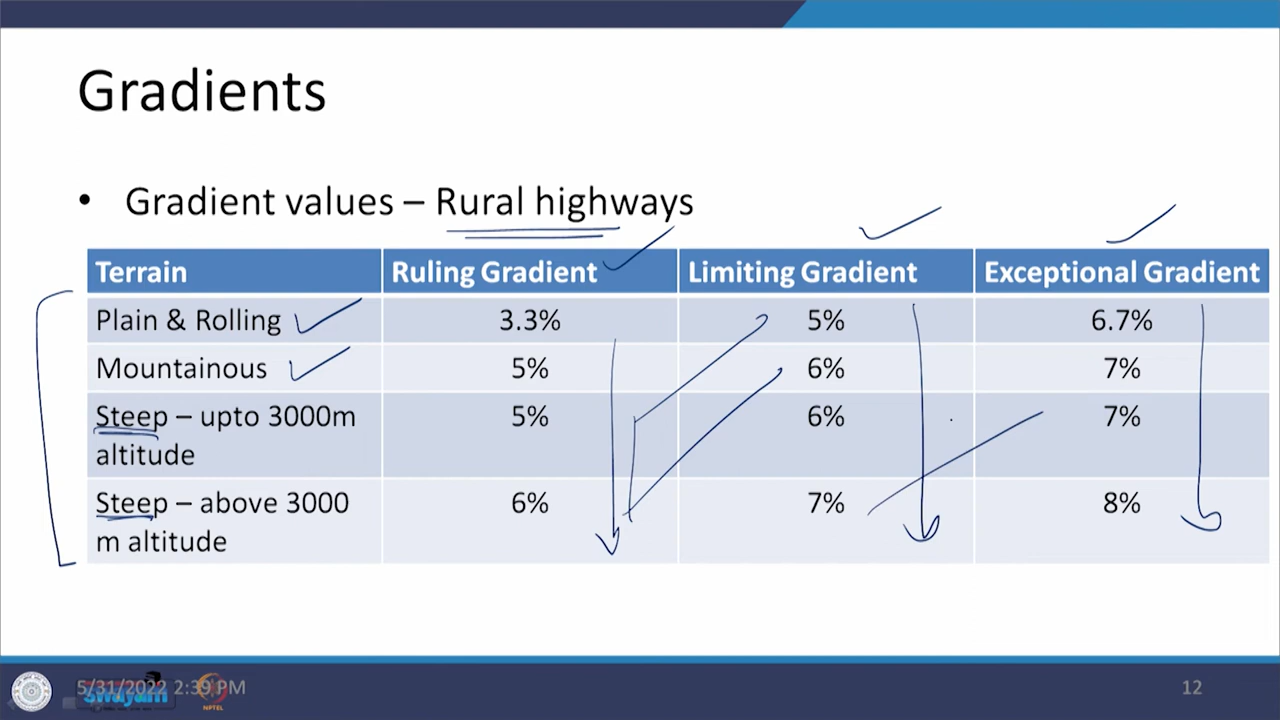 Gradients
• Gradient values – Rural highways
Terrain Ruling Gradient Limiting Gradient Exceptional Gradient
Plain & Rolling 3.3% 5% 6.7%
Mountainous 5% 6% 7%
Steep – upto 3000m 5% 6% 7%
altitude
Steep – above 3000 6% 7% 8%
m altitude
5/31/2022 2:39 PM
swayam
NPTEL
12